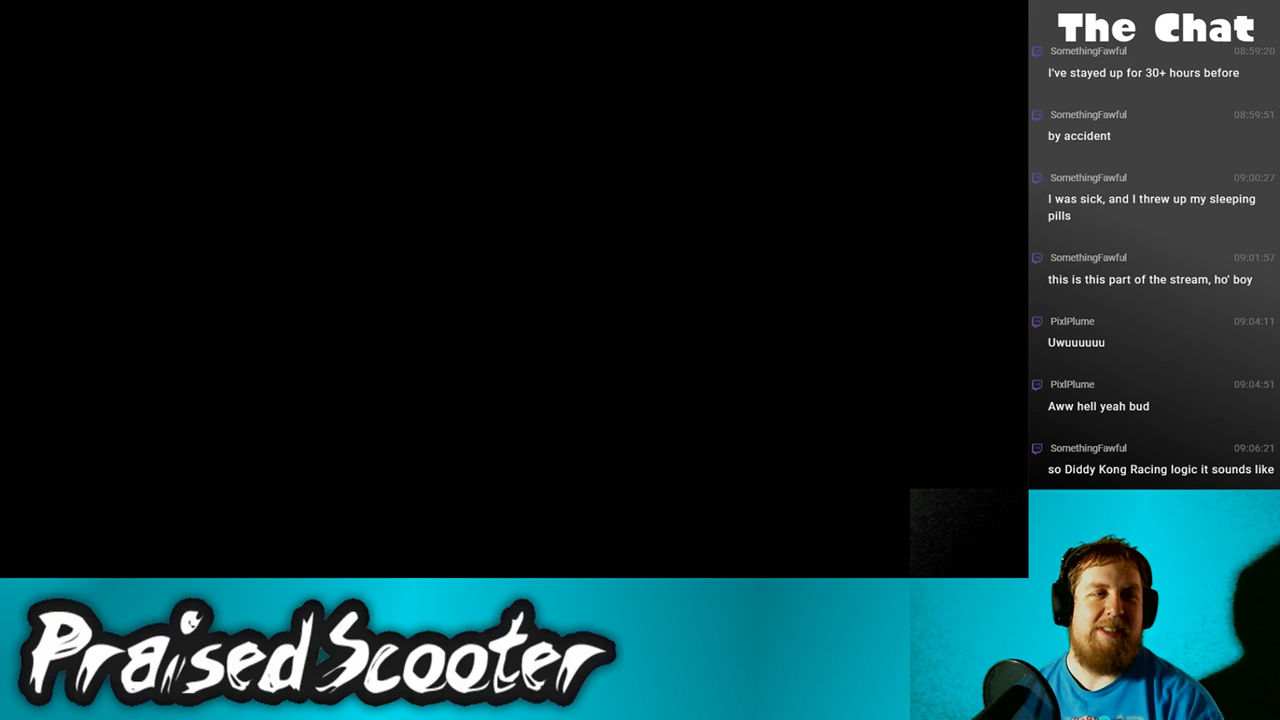 The Chat
SomethingFawful 08:59:20
I've stayed up for 30+ hours before
SomethingFawful 08:59:51
by accident
SomethingFawful 09:00:27
I was sick, and I threw up my sleeping
pills
SomethingFawful 09:01:57
this is this part of the stream, ho' boy
PixlPlume 09:04:11
Uwuuuuuu
PixlPlume 09:04:51
Aww hell yeah bud
SomethingFawful 09:06:21
so Diddy Kong Racing logic it sounds like
PraisedScooter